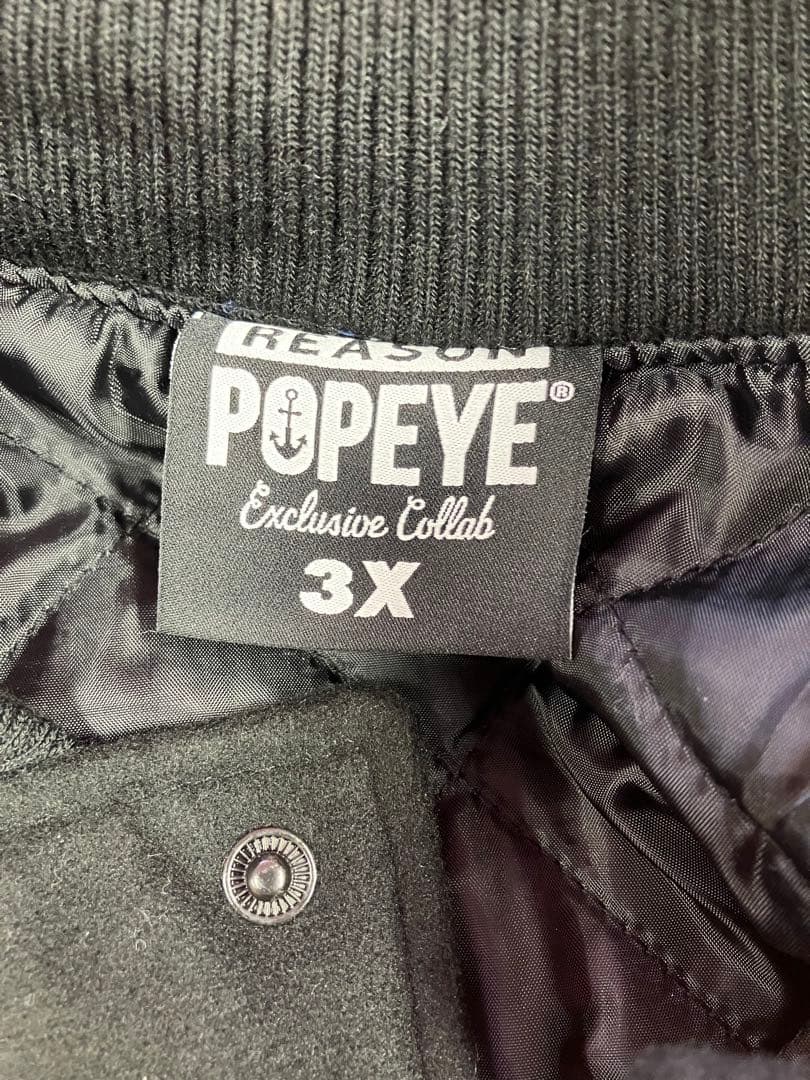 REASON
POPEYE®
Exclusive Collab
3X